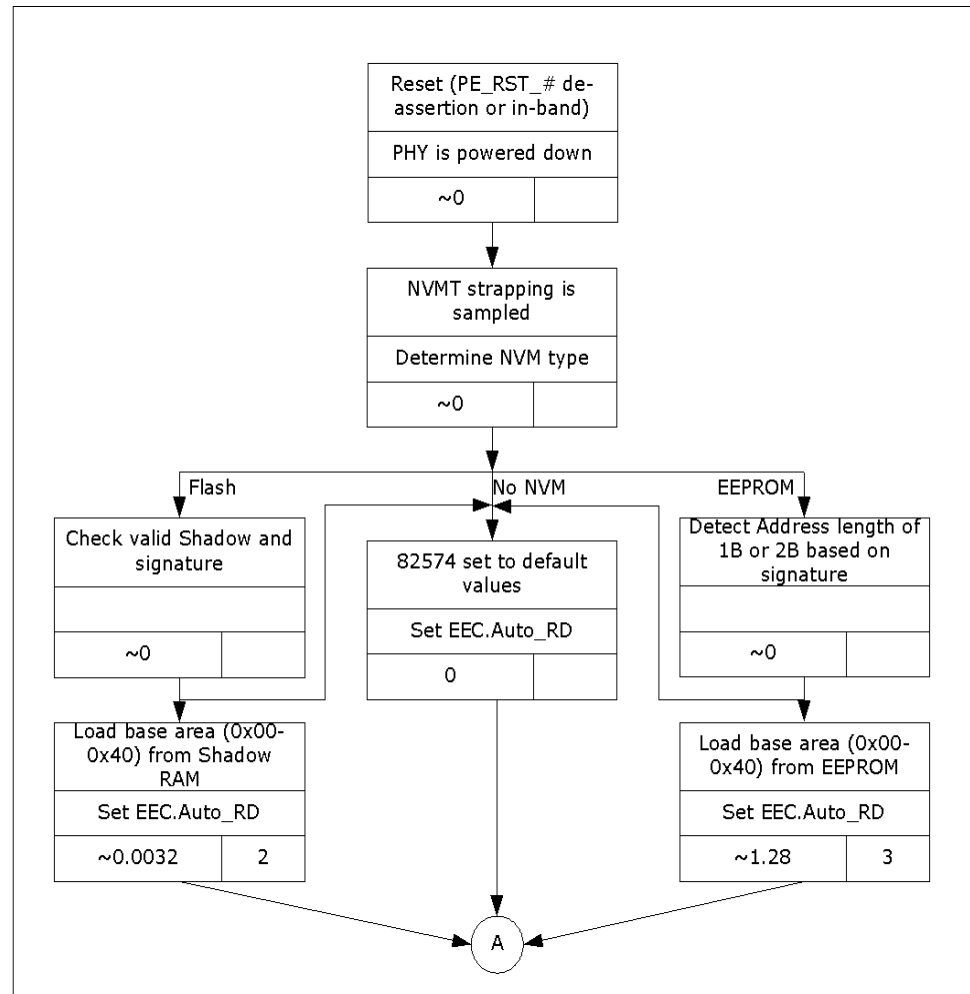 Reset (PE_RST_# de-
assertion or in-band)
PHY is powered down
~0
NVMT strapping is
sampled
Determine NVM type
~0
Flash
No NVM
EEPROM
Check valid Shadow and
signature
~0
82574 set to default
values
Set EEC.Auto_RD
0
Detect Address length of
1B or 2B based on
signature
~0
Load base area (0x00-
0x40) from Shadow
RAM
Set EEC.Auto_RD
~0.0032
2
Load base area (0x00-
0x40) from EEPROM
Set EEC.Auto_RD
~1.28
3
A